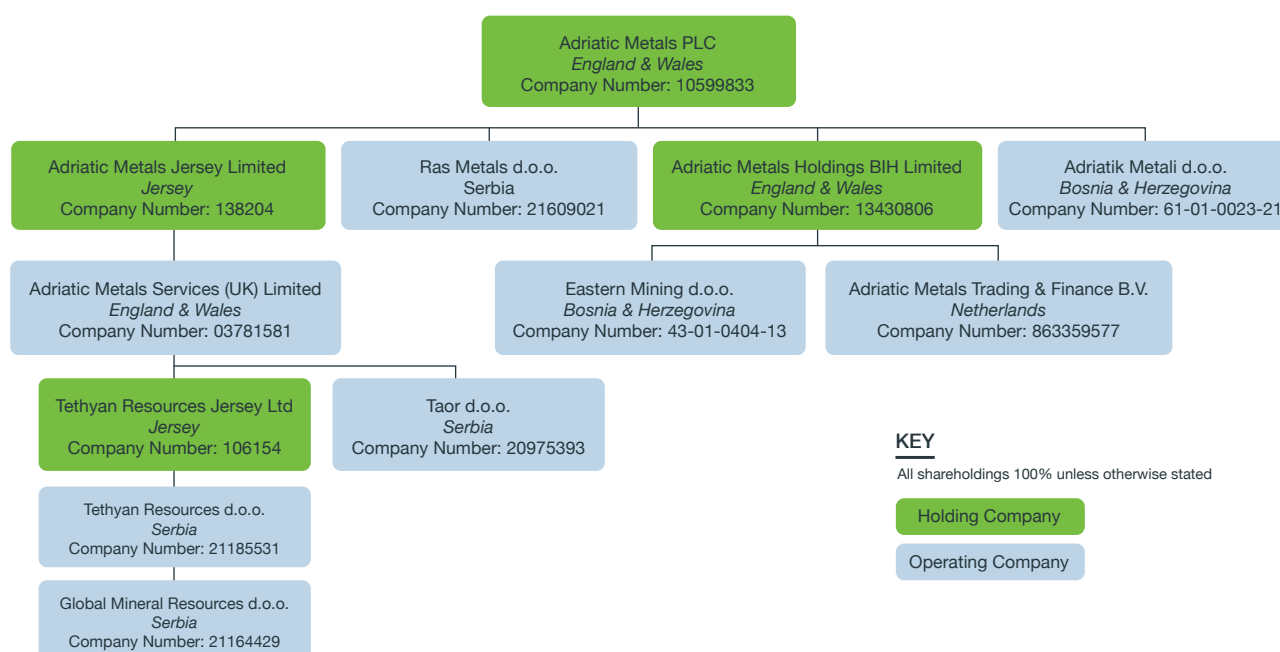 Adriatic Metals PLC
England & Wales
Company Number: 10599833
Adriatic Metals Jersey Limited
Jersey
Company Number: 138204
Ras Metals d.o.o.
Serbia
Company Number: 21609021
Adriatic Metals Holdings BIH Limited
England & Wales
Company Number: 13430806
Adriatik Metali d.o.o.
Bosnia & Herzegovina
Company Number: 61-01-0023-21
Adriatic Metals Services (UK) Limited
England & Wales
Company Number: 03781581
Eastern Mining d.o.o.
Bosnia & Herzegovina
Company Number: 43-01-0404-13
Adriatic Metals Trading & Finance B.V.
Netherlands
Company Number: 863359577
Tethyan Resources Jersey Ltd
Jersey
Company Number: 106154
Taor d.o.o.
Serbia
Company Number: 20975393
Tethyan Resources d.o.o.
Serbia
Company Number: 21185531
Global Mineral Resources d.o.o.
Serbia
Company Number: 21164429
KEY
All shareholdings 100% unless otherwise stated
Holding Company
Operating Company